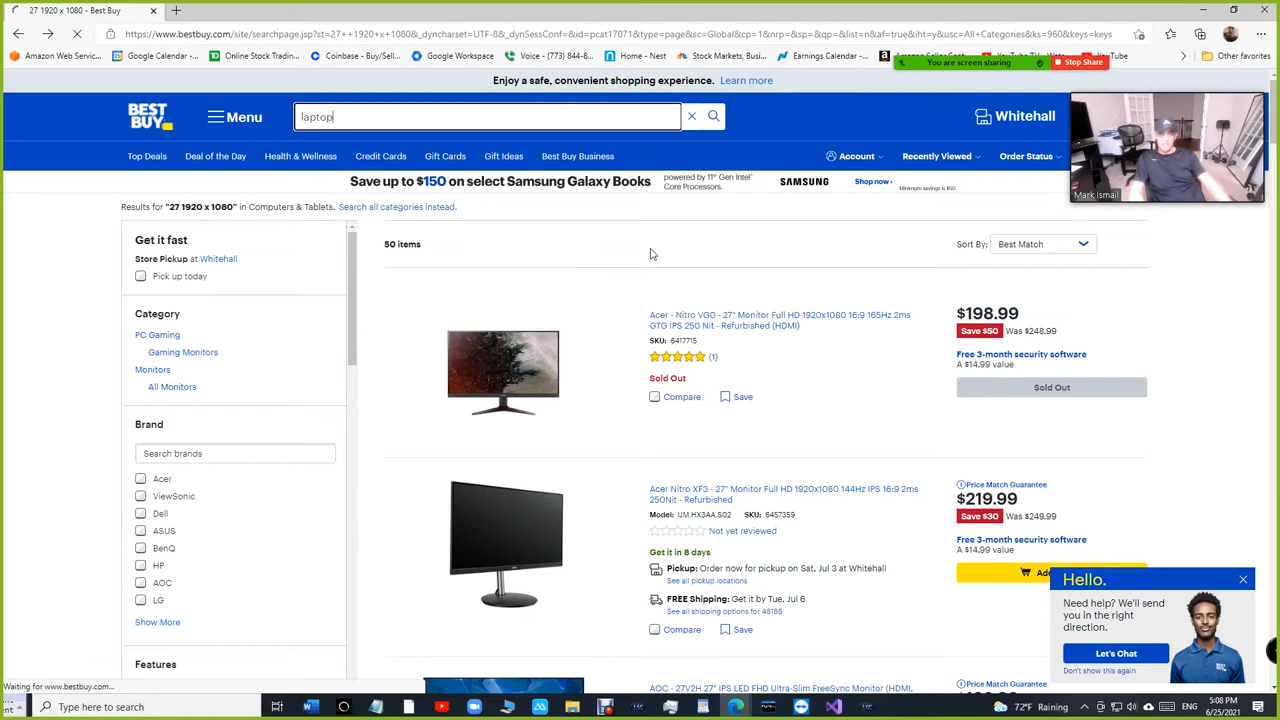 27 1920 x 1080 - Best Buy
https://www.bestbuy.com/site/searchpage.jsp?st=27++1920+x+1080&_dyncharset=UTF-8&_dynSessConf=&id=pcat17071&type=page&sc=Global&cp=1&nrp=&sp=&qp=&list=n&af=true&iht=y&usc=All+Categories&ks=960&keys=keys
Amazon Web Servic...
Google Calendar -...
Online Stock Tradin...
SimpleBank - Buy...
Google Workspace
Voice - (773) 844-8...
Home - Nest
Stock Markets, Busi...
Earnings Calendar...
Other favorites
You are screen sharing
Stop Share
Enjoy a safe, convenient shopping experience. Learn more
BEST BUY
Menu
laptop
Whitehall
Top Deals
Deal of the Day
Health & Wellness
Credit Cards
Gift Cards
Gift Ideas
Best Buy Business
Account
Recently Viewed
Order Status
Mark Ismail
Save up to $150 on select Samsung Galaxy Books
powered by 11th Gen Intel®
Core Processors.
SAMSUNG
Shop now ›
Minimum savings is $50.
Results for "27 1920 x 1080" in Computers & Tablets. Search all categories instead.
Get it fast
Store Pickup at Whitehall
Pick up today
Category
PC Gaming
Gaming Monitors
Monitors
All Monitors
Brand
Search brands
Acer
ViewSonic
Dell
ASUS
BenQ
HP
AOC
LG
Show More
Features
50 items
Sort By: Best Match
Acer - Nitro VG0 - 27" Monitor Full HD 1920x1080 16:9 165Hz 2ms
GTG IPS 250 Nit - Refurbished (HDMI)
SKU: 6417715
(1)
Sold Out
Compare
Save
$198.99
Save $50 Was $248.99
Free 3-month security software
A $14.99 value
Sold Out
Acer Nitro XF3 - 27" Monitor Full HD 1920x1080 144Hz IPS 16:9 2ms
250Nit - Refurbished
Model: UM.HX3AA.S02 SKU: 6457359
Not yet reviewed
Get it in 8 days
Pickup: Order now for pickup on Sat, Jul 3 at Whitehall
See all pickup locations
FREE Shipping: Get it by Tue, Jul 6
See all shipping options for 48188
Compare
Save
Price Match Guarantee
$219.99
Save $30 Was $249.99
Free 3-month security software
A $14.99 value
AOC - 27V2H 27" IPS LED FHD Ultra-Slim FreeSync Monitor (HDMI,
Price Match Guarantee
Hello.
Need help? We'll send
you in the right
direction.
Let's Chat
Don't show this again
Waiting for www.bestbuy.com...
Type here to search
72°F Raining
5:08 PM
6/25/2021